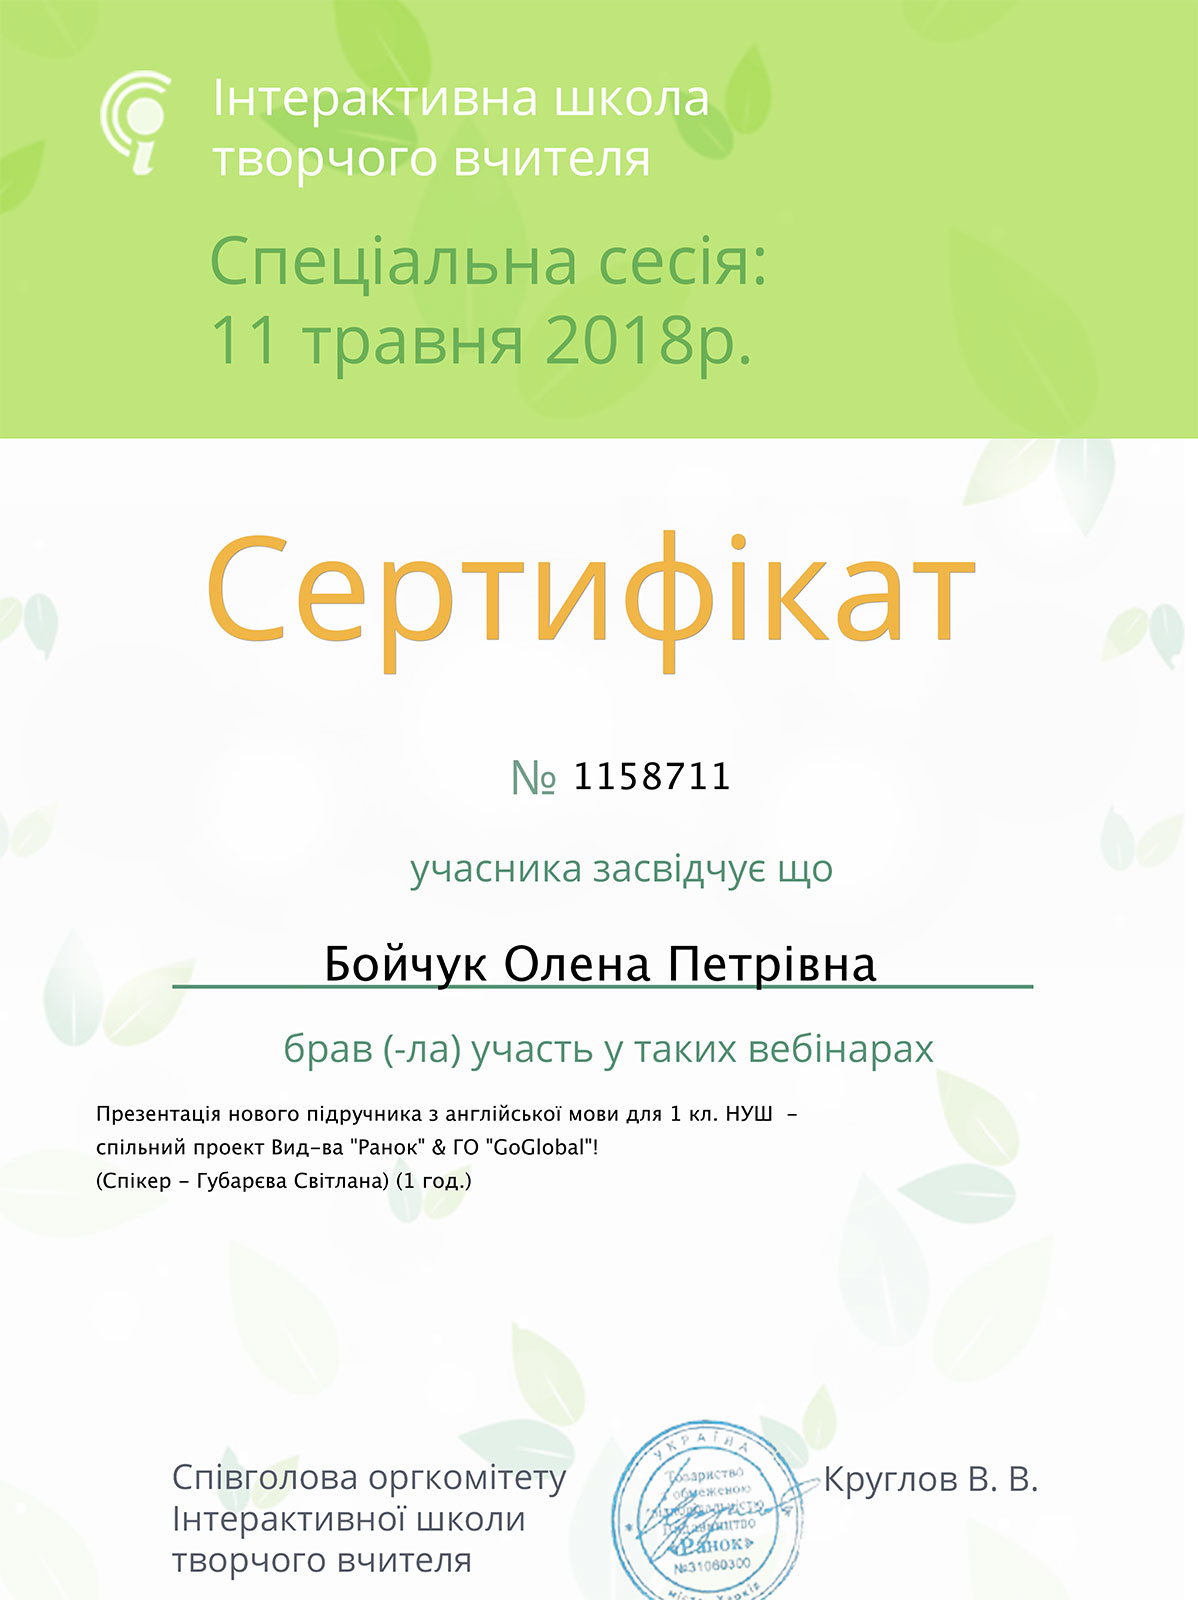 Інтерактивна школа
творчого вчителя
Спеціальна сесія:
11 травня 2018р.
Сертифікат
№ 1158711
учасника засвідчує що
Бойчук Олена Петрівна
брав (-ла) участь у таких вебінарах
Презентація нового підручника з англійської мови для 1 кл. НУШ –
спільний проект Вид-ва "Ранок" & ГО "GoGlobal"!
(Спікер – Губарєва Світлана) (1 год.)
Співголова оргкомітету
Інтерактивної школи
творчого вчителя
УКРАЇНА
Товариство
обмеженою
відповідальністю
Видавництво
«Ранок»
№31060300
місто Харків
Круглов В. В.